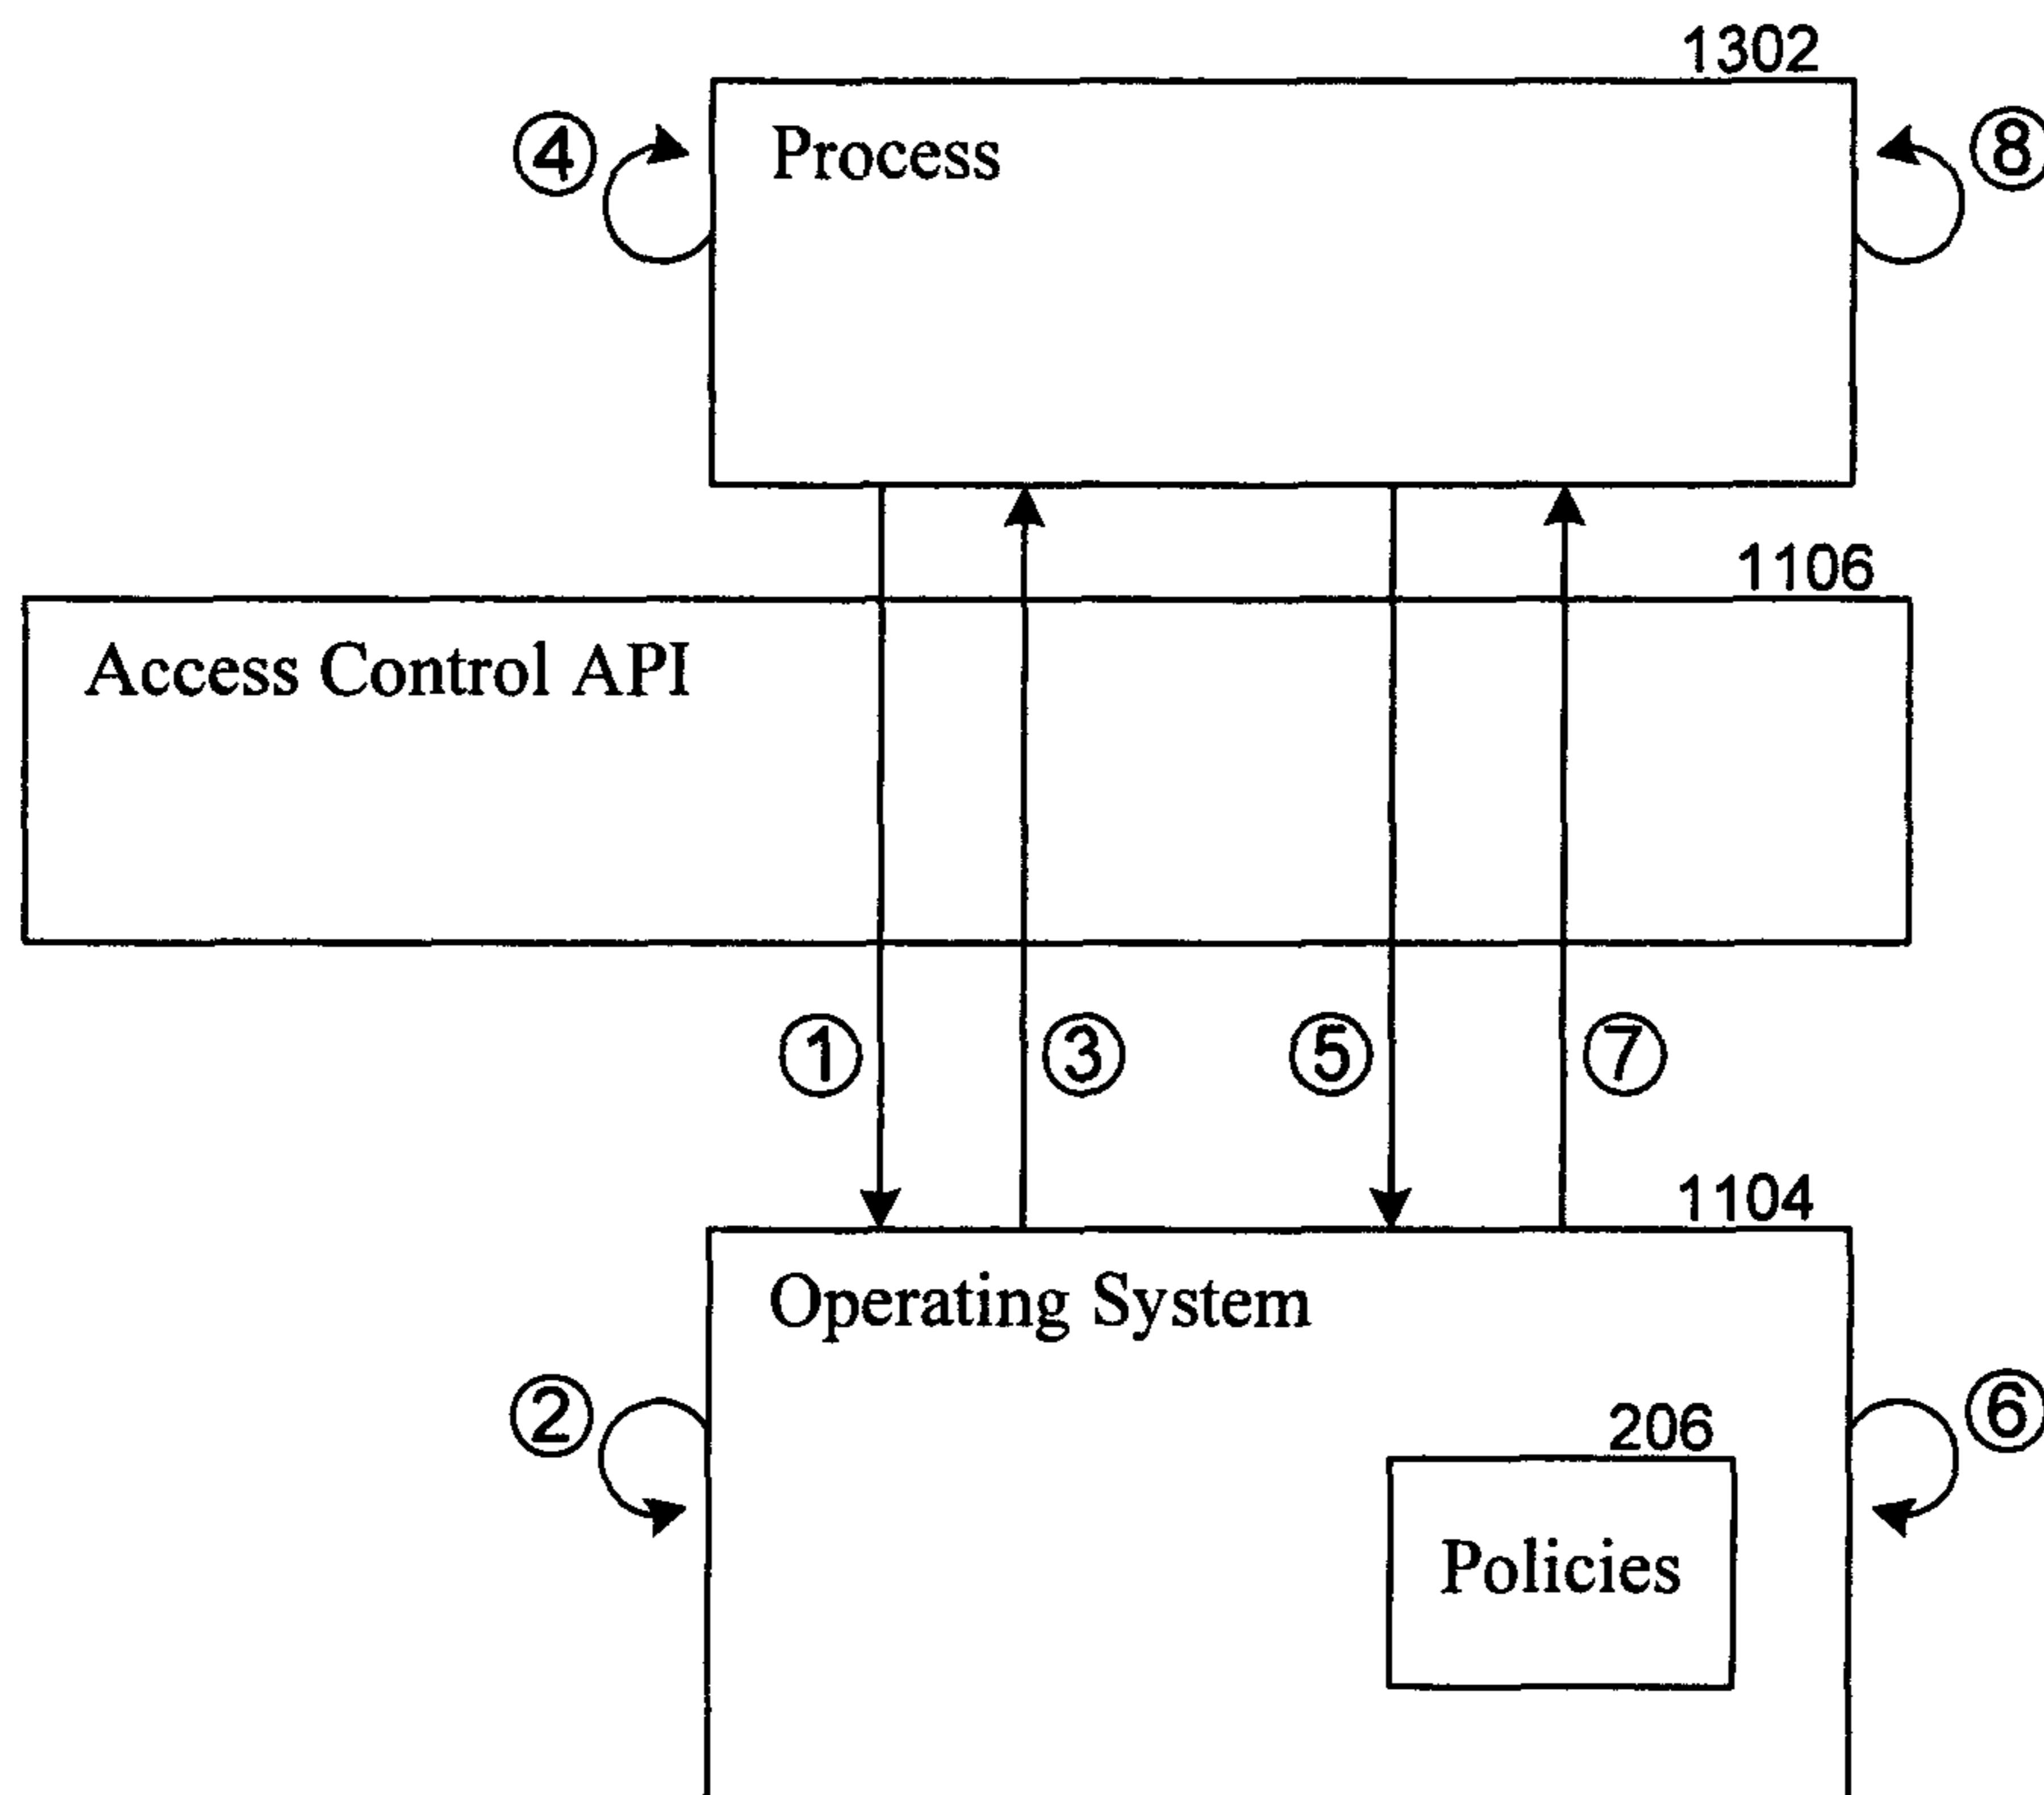 1302
④ Process ⑧
1106
Access Control API
① ③ ⑤ ⑦
1104
Operating System
② 206 ⑥
Policies